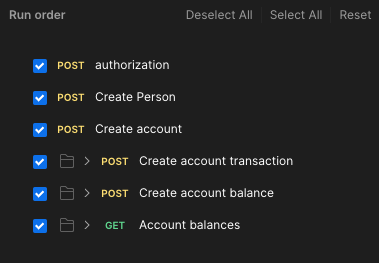 Run order Deselect All Select All Reset
POST authorization
POST Create Person
POST Create account
POST Create account transaction
POST Create account balance
GET Account balances